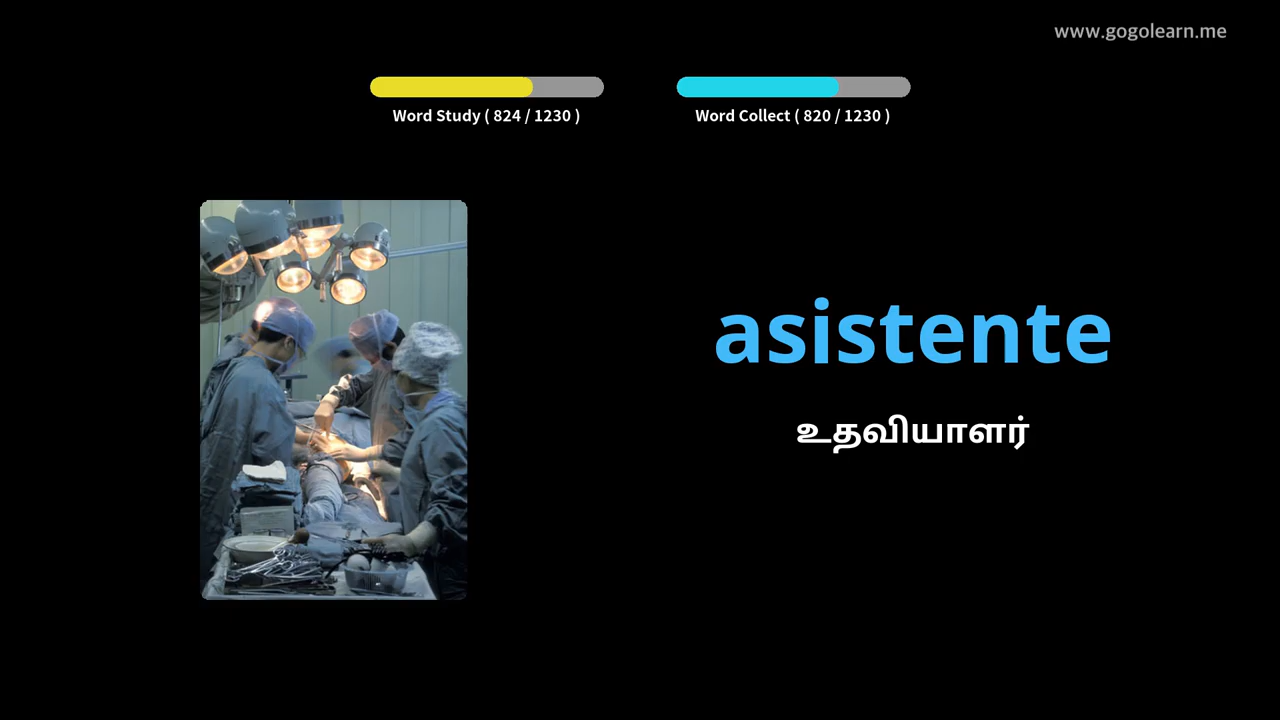 www.gogolearn.me
Word Study ( 824 / 1230 )
Word Collect ( 820 / 1230 )
asistente
உதவியாளர்